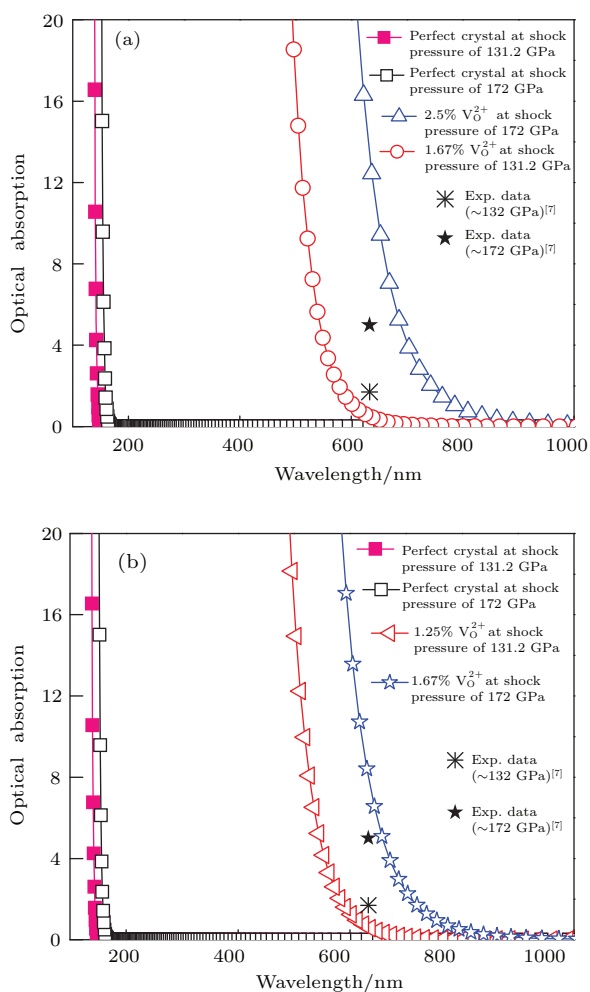 (a)
Perfect crystal at shock
pressure of 131.2 GPa
Perfect crystal at shock
pressure of 172 GPa
2.5% V_O^2+ at shock
pressure of 172 GPa
1.67% V_O^2+ at shock
pressure of 131.2 GPa
Exp. data
(~132 GPa)[7]
Exp. data
(~172 GPa)[7]
Optical absorption
20
16
12
8
4
0
200
400
600
800
1000
Wavelength/nm
(b)
Perfect crystal at shock
pressure of 131.2 GPa
Perfect crystal at shock
pressure of 172 GPa
1.25% V_O^2+ at shock
pressure of 131.2 GPa
1.67% V_O^2+ at shock
pressure of 172 GPa
Exp. data
(~132 GPa)[7]
Exp. data
(~172 GPa)[7]
Optical absorption
20
16
12
8
4
0
200
400
600
800
1000
Wavelength/nm